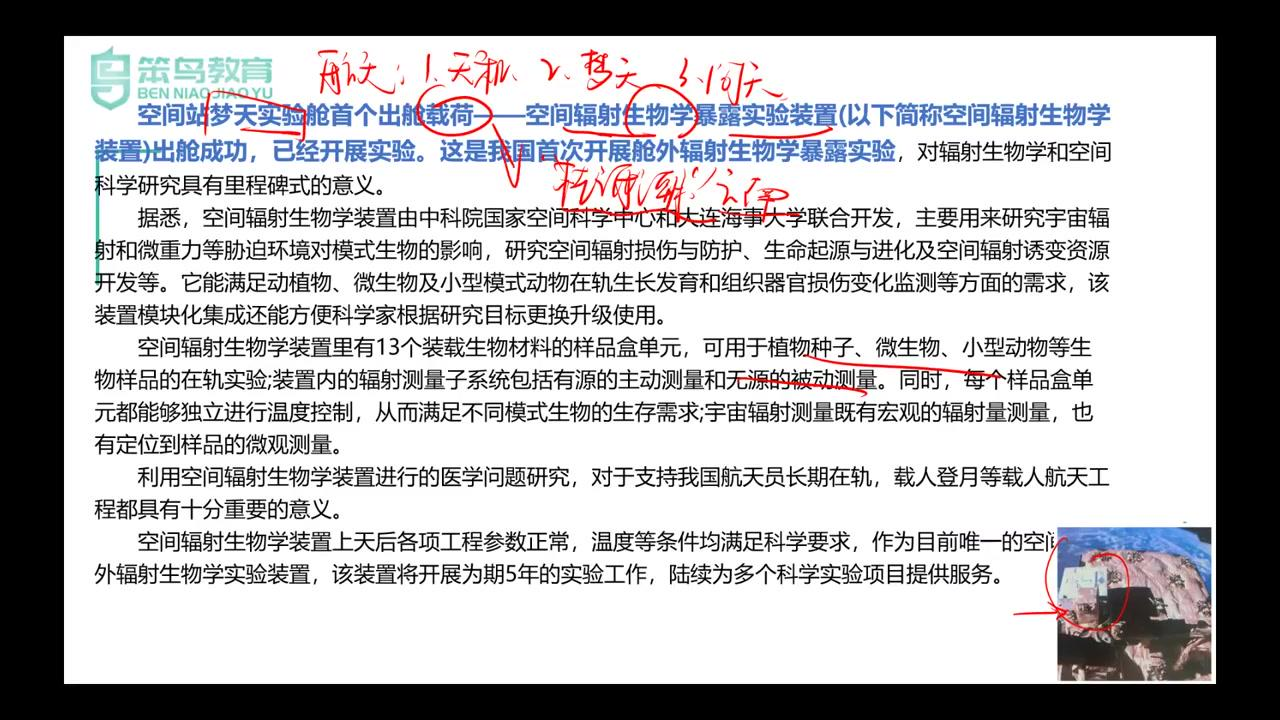 笨鸟教育
BEN NIAOJIAOYU
航天：1.天和、2.梦天 3.问天
空间站梦天实验舱首个出舱载荷——空间辐射生物学暴露实验装置(以下简称空间辐射生物学
装置)出舱成功，已经开展实验。这是我国首次开展舱外辐射生物学暴露实验，对辐射生物学和空间
科学研究具有里程碑式的意义。
据悉，空间辐射生物学装置由中科院国家空间科学中心和大连海事大学联合开发，主要用来研究宇宙辐
射和微重力等胁迫环境对模式生物的影响，研究空间辐射损伤与防护、生命起源与进化及空间辐射诱变资源
开发等。它能满足动植物、微生物及小型模式动物在轨生长发育和组织器官损伤变化监测等方面的需求，该
装置模块化集成还能方便科学家根据研究目标更换升级使用。
空间辐射生物学装置里有13个装载生物材料的样品盒单元，可用于植物种子、微生物、小型动物等生
物样品的在轨实验;装置内的辐射测量子系统包括有源的主动测量和无源的被动测量。同时，每个样品盒单
元都能够独立进行温度控制，从而满足不同模式生物的生存需求;宇宙辐射测量既有宏观的辐射量测量，也
有定位到样品的微观测量。
利用空间辐射生物学装置进行的医学问题研究，对于支持我国航天员长期在轨，载人登月等载人航天工
程都具有十分重要的意义。
空间辐射生物学装置上天后各项工程参数正常，温度等条件均满足科学要求，作为目前唯一的空间
外辐射生物学实验装置，该装置将开展为期5年的实验工作，陆续为多个科学实验项目提供服务。